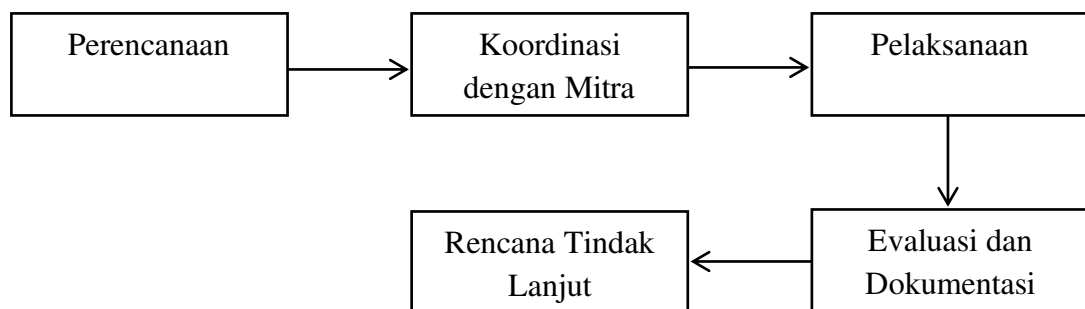 Perencanaan
Koordinasi
dengan Mitra
Pelaksanaan
Evaluasi dan
Dokumentasi
Rencana Tindak
Lanjut